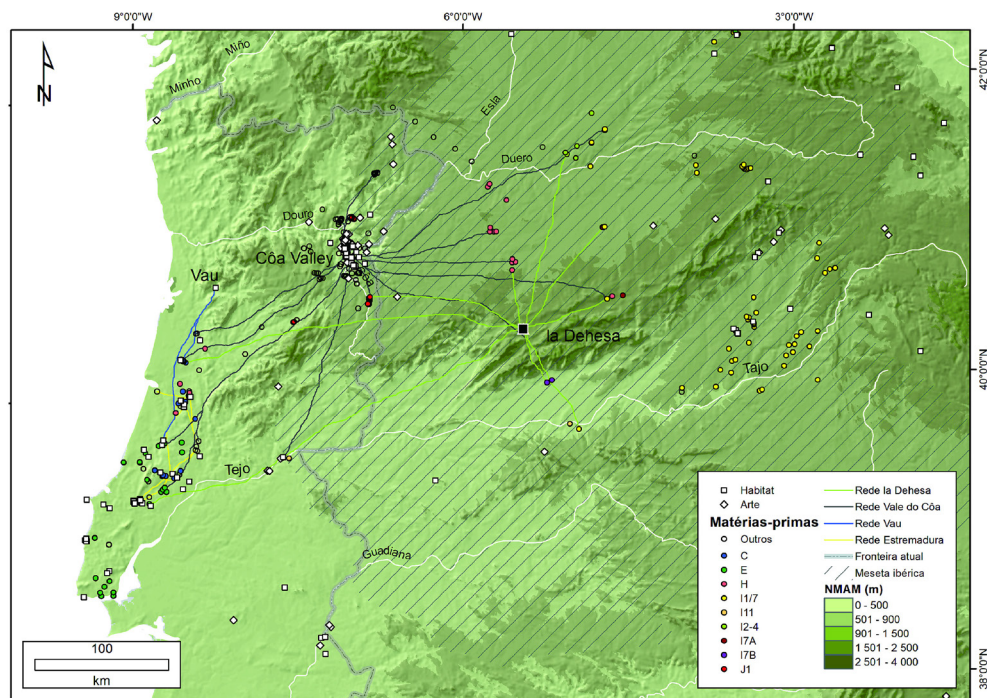 9°0'0"W
6°0'0"W
3°0'0"W
42°0'0"N
40°0'0"N
38°0'0"N
N
Miño
Minho
Esla
Duero
Douro
Côa Valley
Côa
Vau
la Dehesa
Tajo
Tejo
Guadiana
100
km
Habitat
Arte
Matérias-primas
Outros
C
E
H
I1/7
I11
I2-4
I7A
I7B
J1
Rede la Dehesa
Rede Vale do Côa
Rede Vau
Rede Estremadura
Fronteira atual
Meseta ibérica
NMAM (m)
0 - 500
501 - 900
901 - 1 500
1 501 - 2 500
2 501 - 4 000